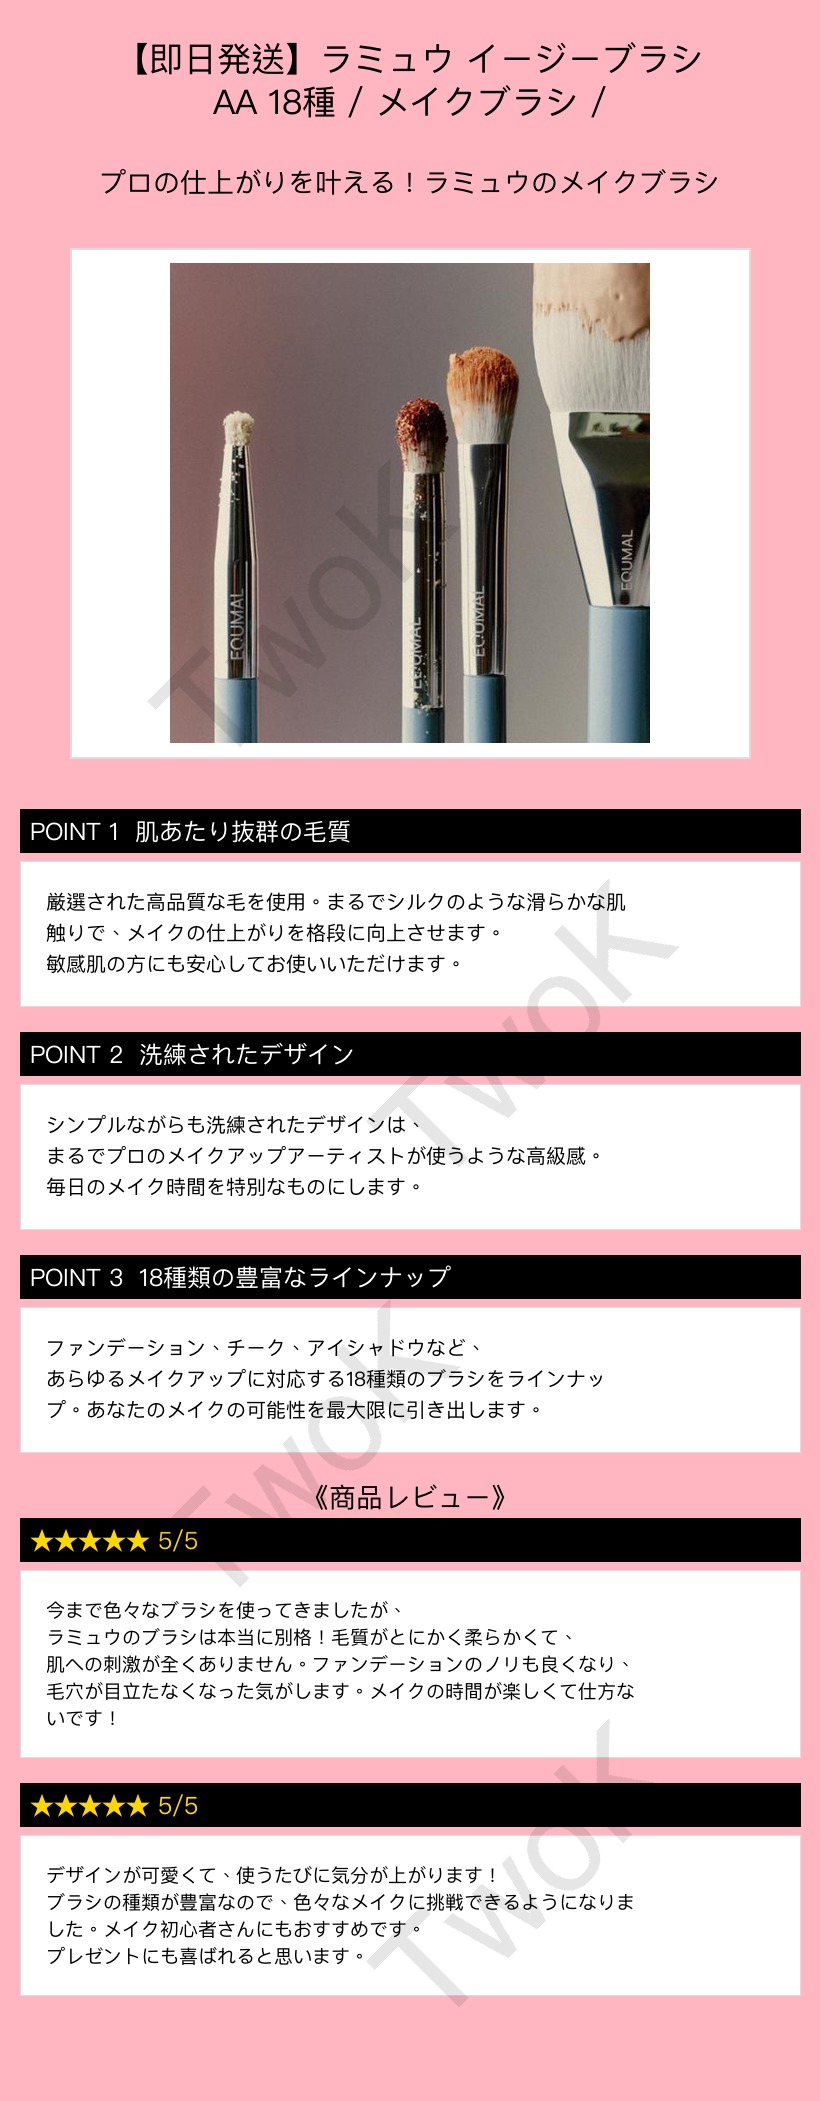 【即日発送】ラミュウ イージーブラシ
AA 18種 / メイクブラシ /
プロの仕上がりを叶える！ラミュウのメイクブラシ
EQUMAL
EQUMAL
EQUMAL
EQUMAL
TwoK
POINT 1 肌あたり抜群の毛質
厳選された高品質な毛を使用。まるでシルクのような滑らかな肌
触りで、メイクの仕上がりを格段に向上させます。
敏感肌の方にも安心してお使いいただけます。
TwoK
POINT 2 洗練されたデザイン
シンプルながらも洗練されたデザインは、
まるでプロのメイクアップアーティストが使うような高級感。
毎日のメイク時間を特別なものにします。
POINT 3 18種類の豊富なラインナップ
ファンデーション、チーク、アイシャドウなど、
あらゆるメイクアップに対応する18種類のブラシをラインナッ
プ。あなたのメイクの可能性を最大限に引き出します。
TwoK
《商品レビュー》
★★★★★ 5/5
今まで色々なブラシを使ってきましたが、
ラミュウのブラシは本当に別格！毛質がとにかく柔らかくて、
肌への刺激が全くありません。ファンデーションのノリも良くなり、
毛穴が目立たなくなった気がします。メイクの時間が楽しくて仕方な
いです！
★★★★★ 5/5
デザインが可愛くて、使うたびに気分が上がります！
ブラシの種類が豊富なので、色々なメイクに挑戦できるようになりま
した。メイク初心者さんにもおすすめです。
プレゼントにも喜ばれると思います。
TwoK